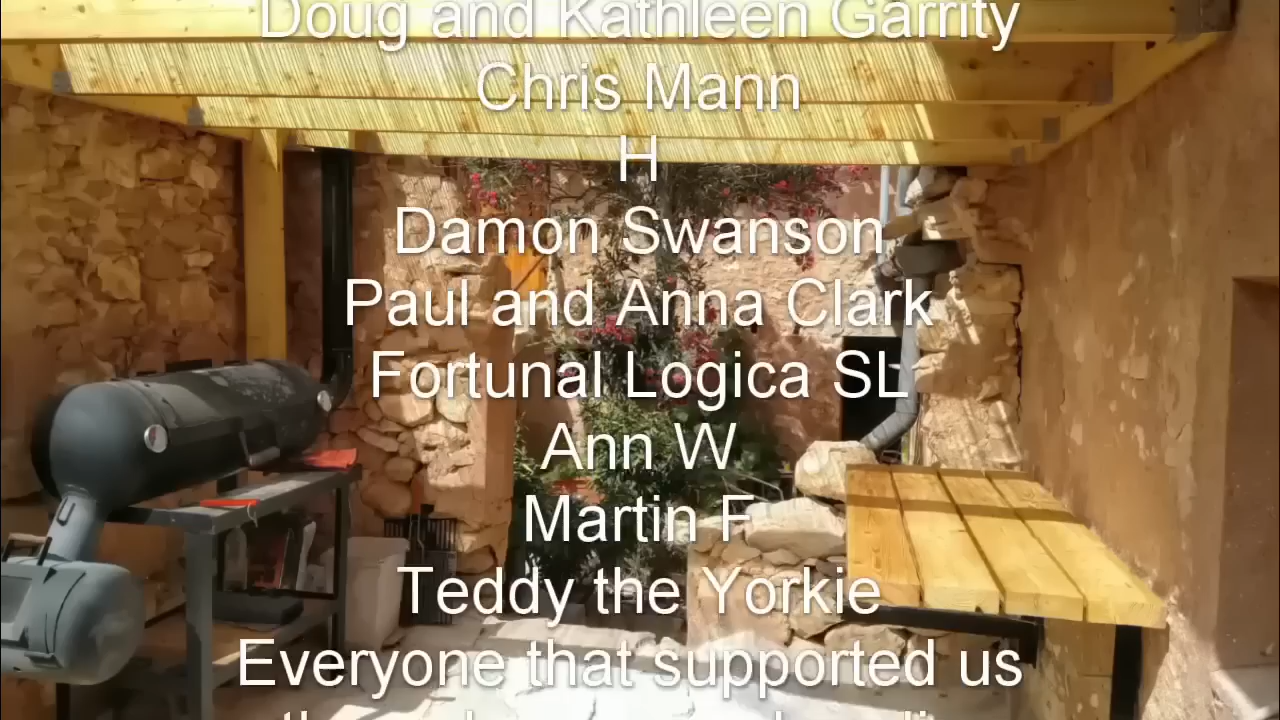 Doug and Kathleen Garrity
Chris Mann
H
Damon Swanson
Paul and Anna Clark
Fortunal Logica SL
Ann W
Martin F
Teddy the Yorkie
Everyone that supported us